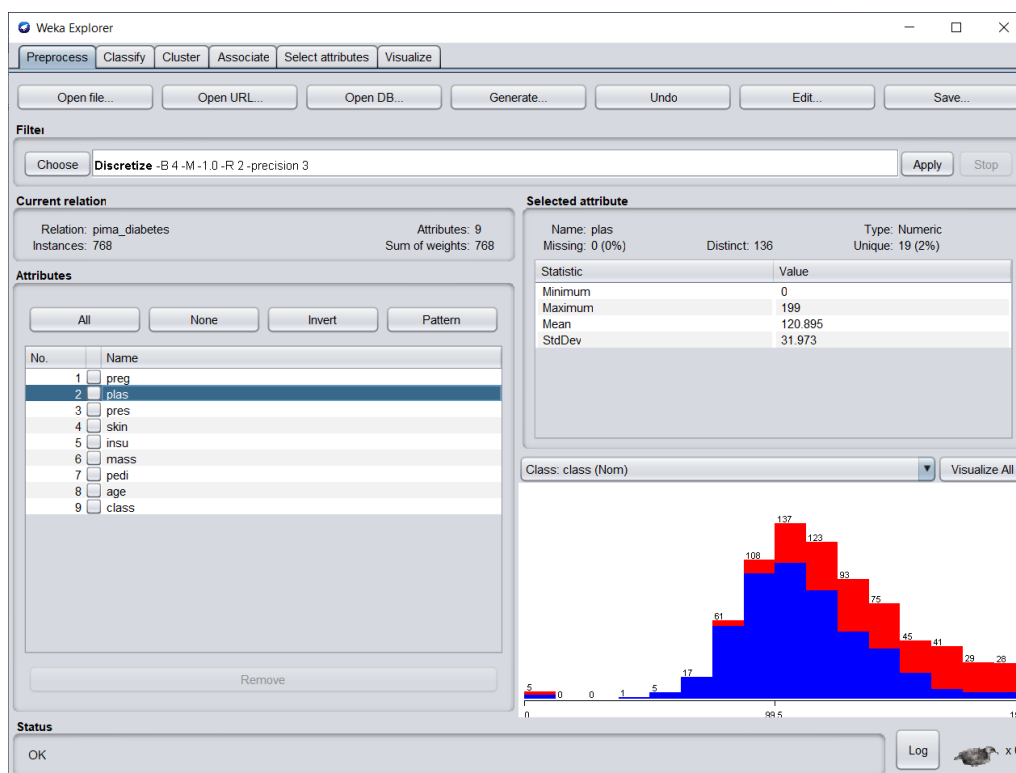 Weka Explorer
Preprocess Classify Cluster Associate Select attributes Visualize
Open file... Open URL... Open DB... Generate... Undo Edit... Save...
Filter
Choose Discretize -B 4 -M -1.0 -R 2 -precision 3 Apply Stop
Current relation
Relation: pima_diabetes Attributes: 9
Instances: 768 Sum of weights: 768
Attributes
All None Invert Pattern
No. Name
1 preg
2 plas
3 pres
4 skin
5 insu
6 mass
7 pedi
8 age
9 class
Remove
Selected attribute
Name: plas Type: Numeric
Missing: 0 (0%) Distinct: 136 Unique: 19 (2%)
Statistic Value
Minimum 0
Maximum 199
Mean 120.895
StdDev 31.973
Class: class (Nom) Visualize All
5 0 0 1 5 17 61 108 137 123 93 75 45 41 29 28
0 99.5
Status
OK
Log x